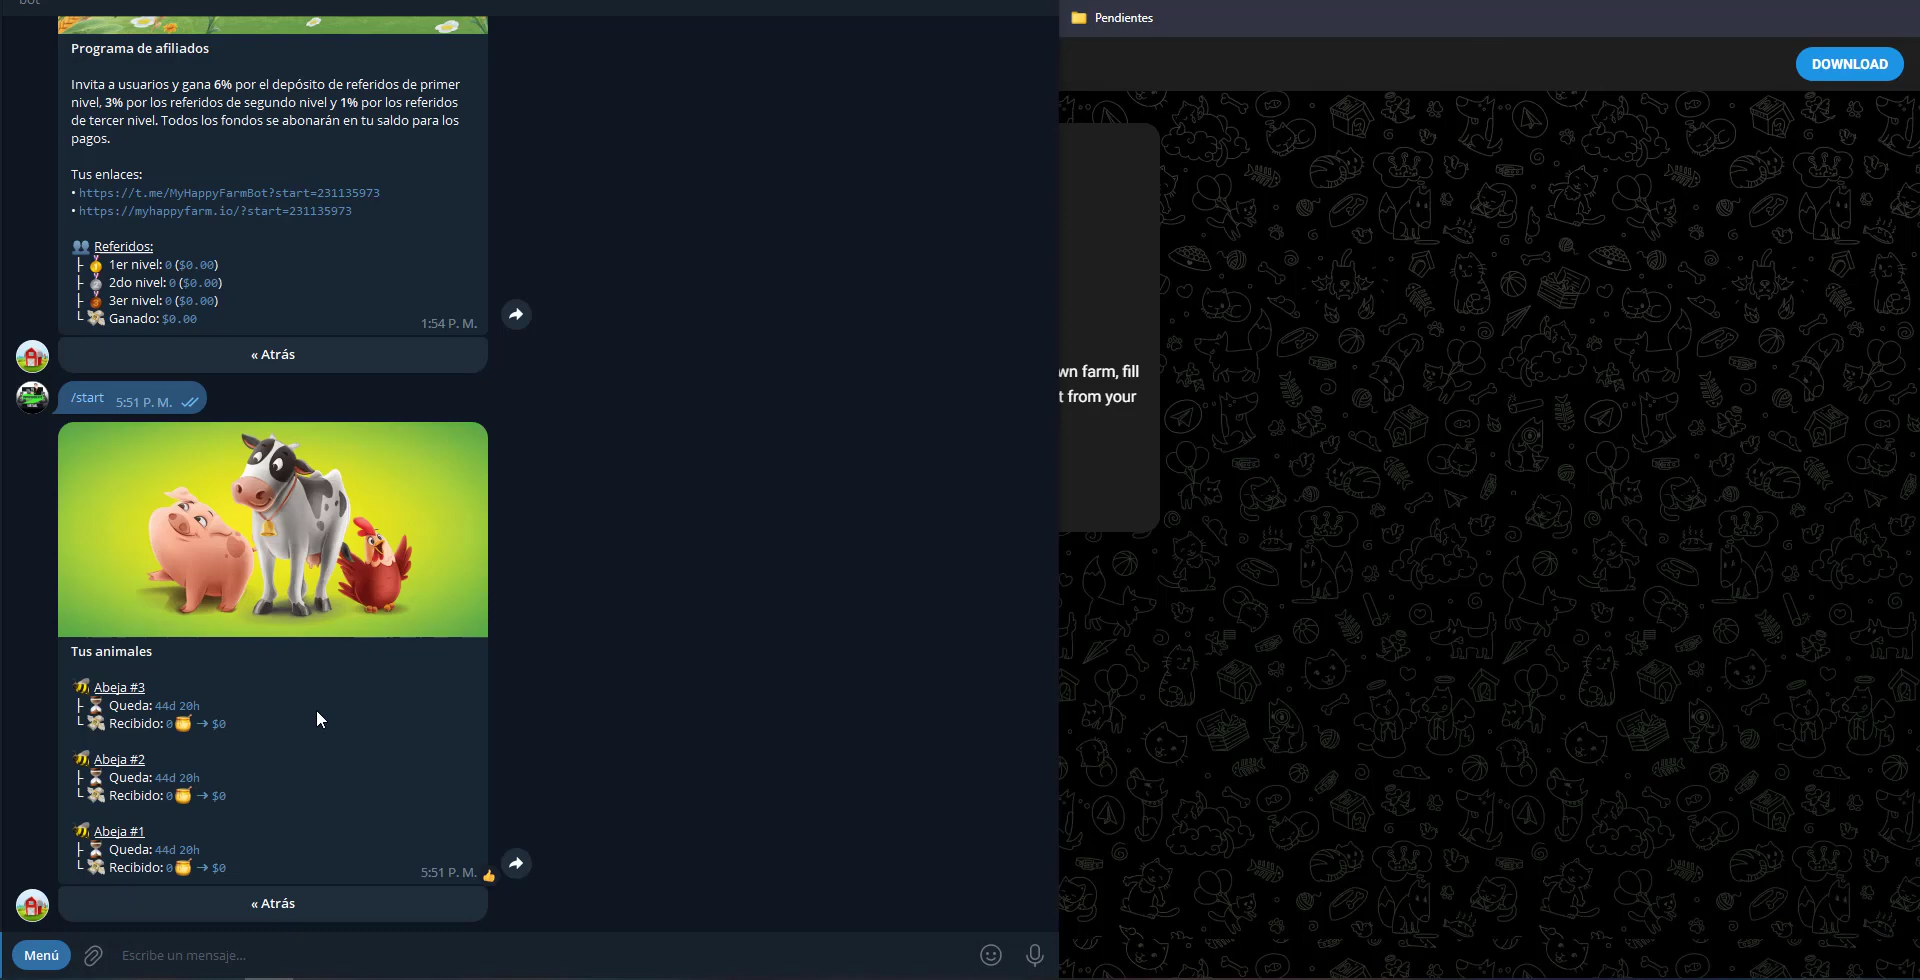 Pendientes
DOWNLOAD
Programa de afiliados
Invita a usuarios y gana 6% por el depósito de referidos de primer
nivel, 3% por los referidos de segundo nivel y 1% por los referidos
de tercer nivel. Todos los fondos se abonarán en tu saldo para los
pagos.
Tus enlaces:
• https://t.me/MyHappyFarmBot?start=231135973
• https://myhappyfarm.io/?start=231135973
Referidos:
1er nivel: 0 ($0.00)
2do nivel: 0 ($0.00)
3er nivel: 0 ($0.00)
Ganado: $0.00
1:54 P. M.
« Atrás
/start 5:51 P. M.
Tus animales
Abeja #3
Queda: 44d 20h
Recibido: 0 → $0
Abeja #2
Queda: 44d 20h
Recibido: 0 → $0
Abeja #1
Queda: 44d 20h
Recibido: 0 → $0
5:51 P. M.
« Atrás
Menú
Escribe un mensaje...
wn farm, fill
t from your